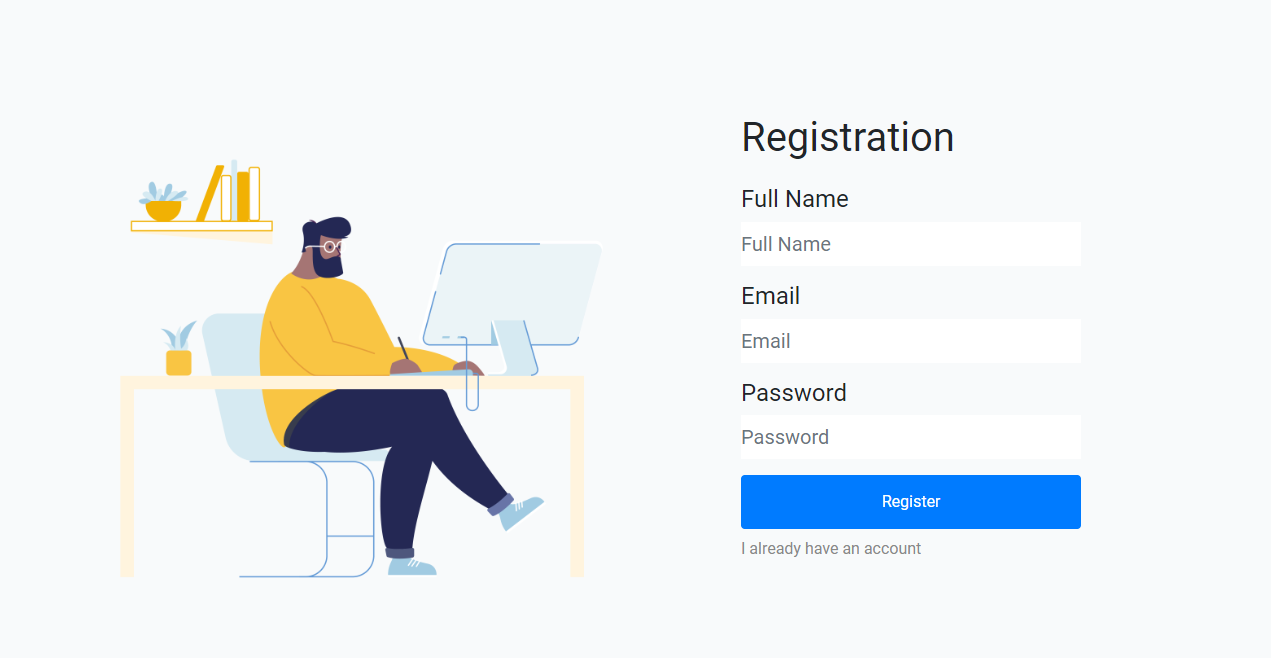 Registration
Full Name
Full Name
Email
Email
Password
Password
Register
I already have an account